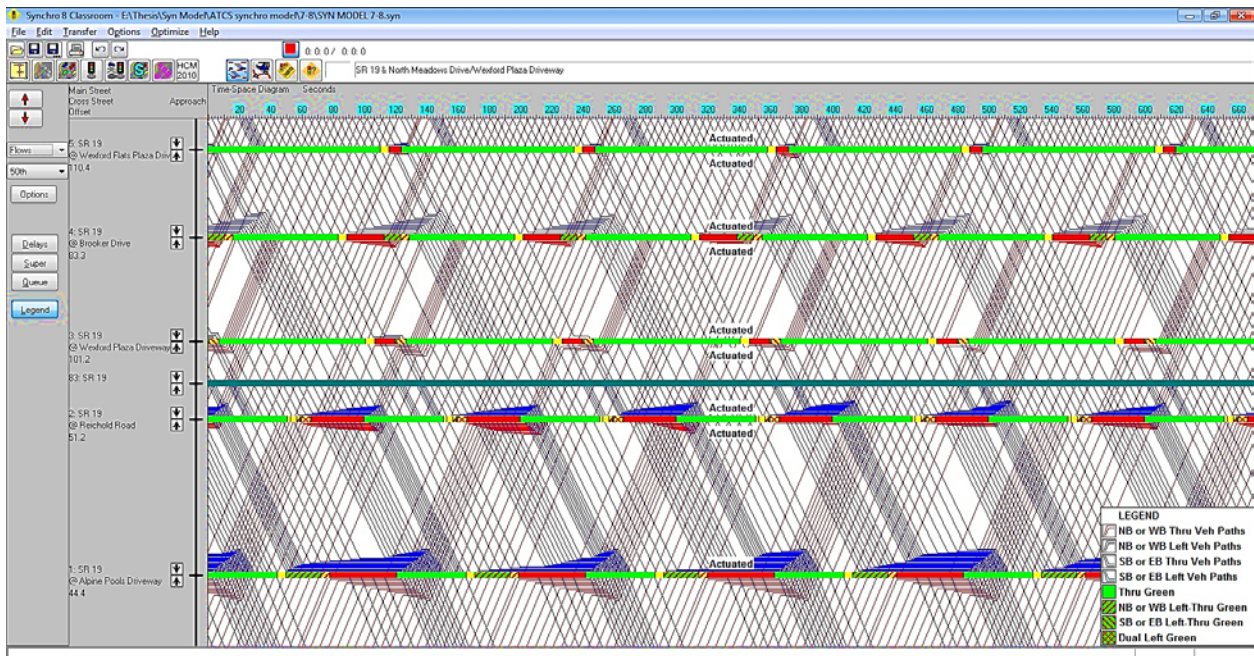 Synchro 8 Classroom - E:\Thesis\Syn Model\ATCS synchro model\7-8\SYN MODEL 7-8.syn
File Edit Transfer Options Optimize Help
0:0:0 / 0:0:0
HCM
2010
SR 19 & North Meadows Drive/Wexford Plaza Driveway
Main Street
Cross Street
Offset
Approach
Time-Space Diagram Seconds
20 40 60 80 100 120 140 160 180 200 220 240 260 280 300 320 340 360 380 400 420 440 460 480 500 520 540 560 580 600 620 640 660
Flows
50th
Options
Delays
Super
Queue
Legend
5: SR 19
@ Wexford Flats Plaza Driv
110.4
Actuated
Actuated
4: SR 19
@ Brooker Drive
83.3
Actuated
Actuated
3: SR 19
@ Wexford Plaza Driveway
101.2
Actuated
Actuated
83: SR 19
2: SR 19
@ Reichold Road
51.2
Actuated
Actuated
1: SR 19
@ Alpine Pools Driveway
44.4
Actuated
LEGEND
NB or WB Thru Veh Paths
NB or WB Left Veh Paths
SB or EB Thru Veh Paths
SB or EB Left Veh Paths
Thru Green
NB or WB Left-Thru Green
SB or EB Left-Thru Green
Dual Left Green